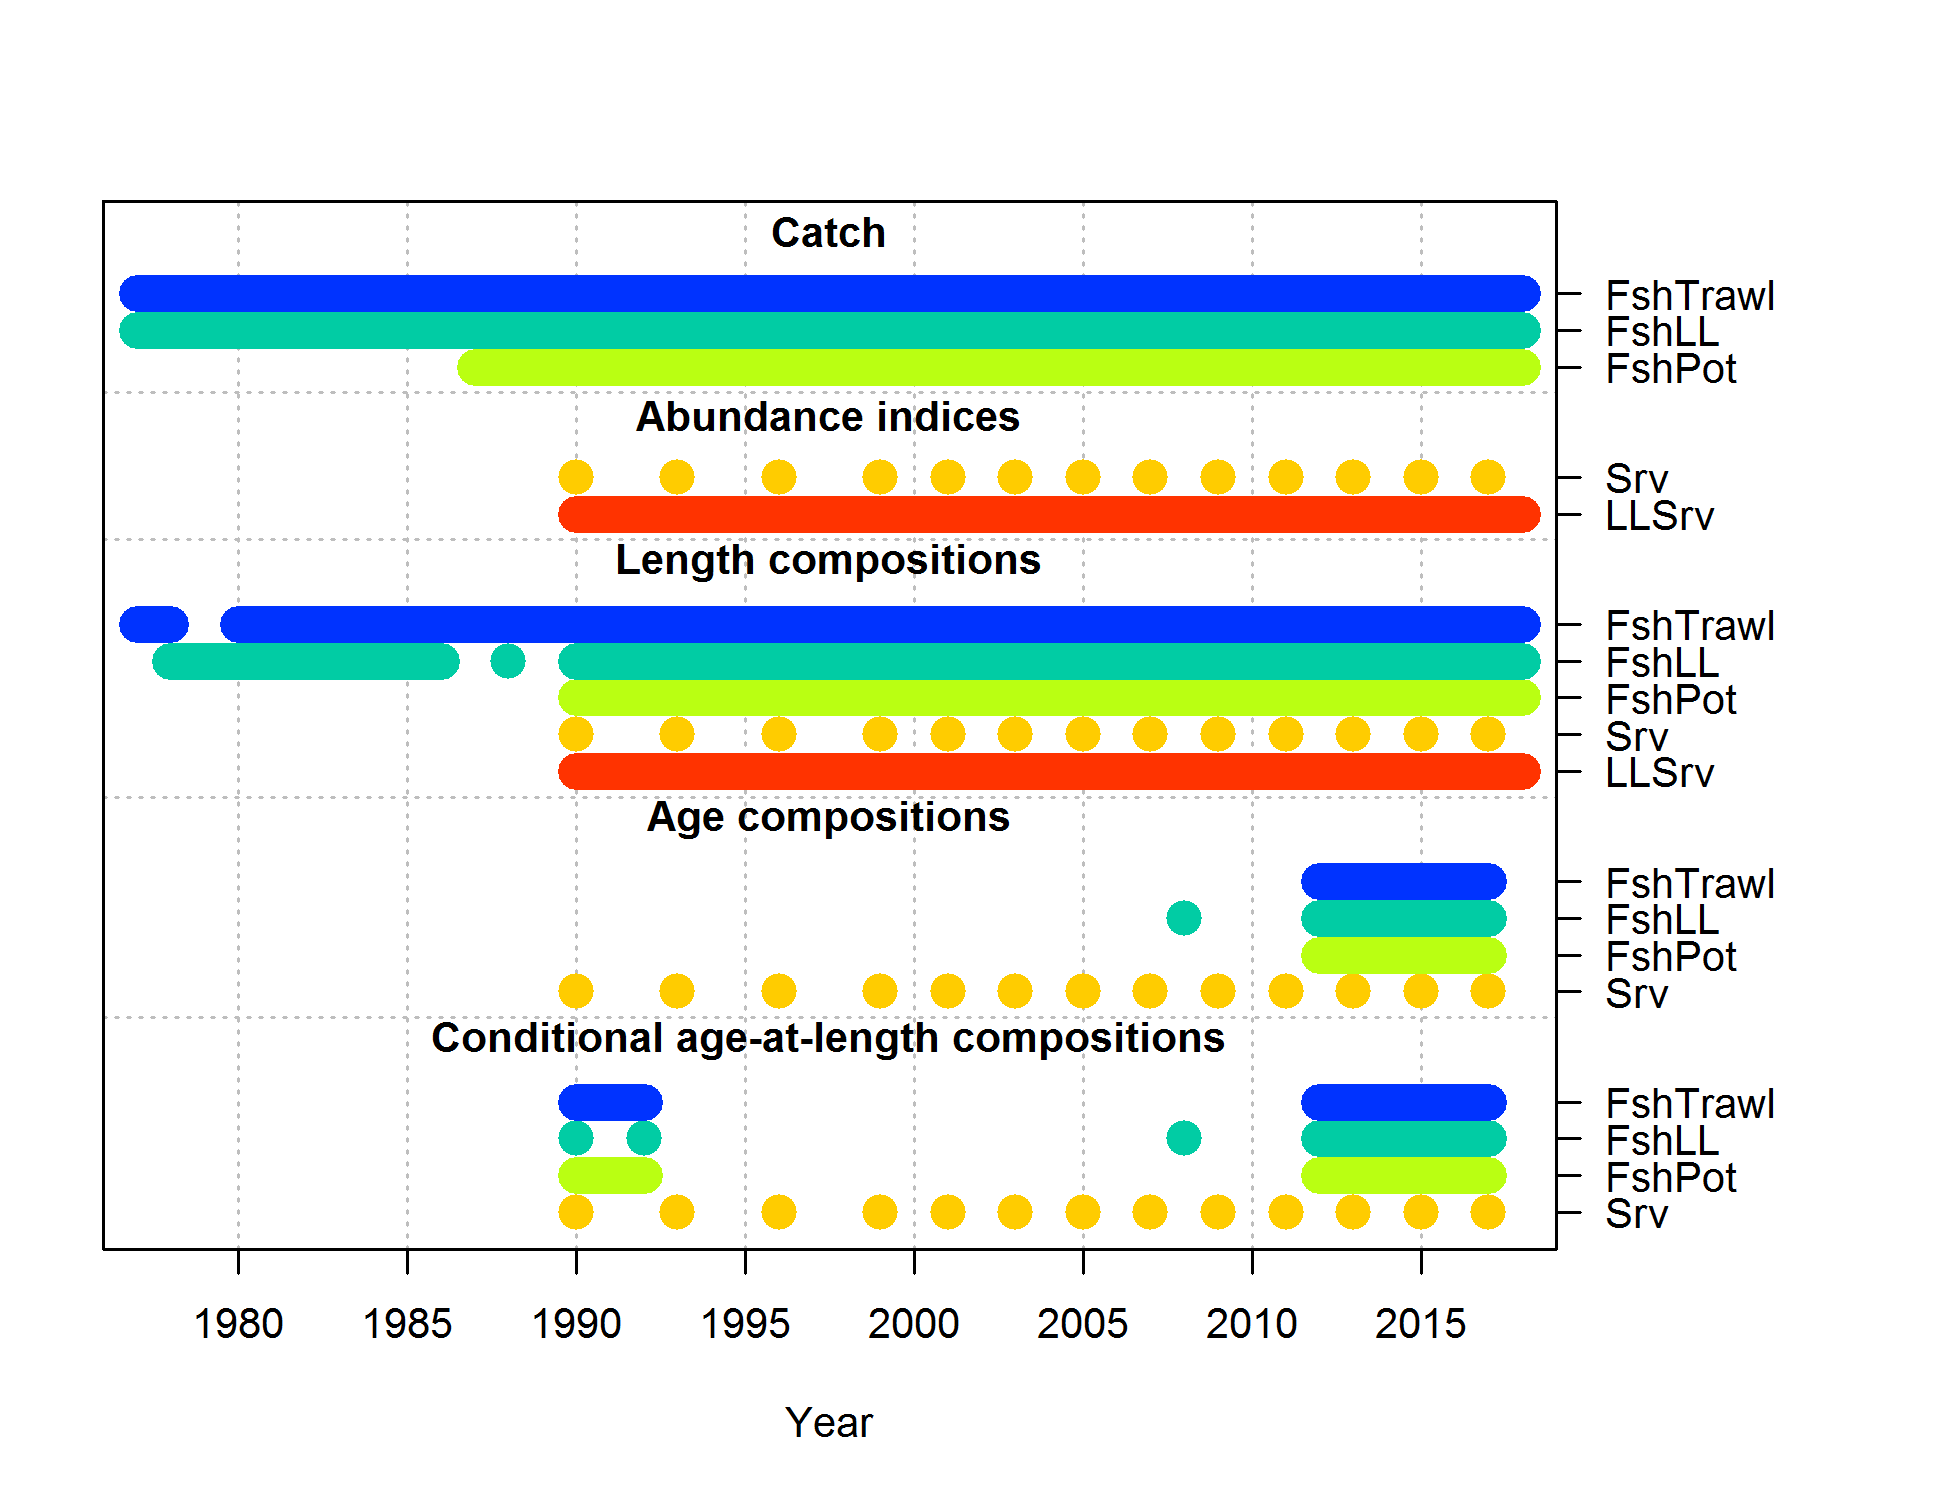 Catch
FshTrawl
FshLL
FshPot
Abundance indices
Srv
LLSrv
Length compositions
FshTrawl
FshLL
FshPot
Srv
LLSrv
Age compositions
FshTrawl
FshLL
FshPot
Srv
Conditional age-at-length compositions
FshTrawl
FshLL
FshPot
Srv
1980 1985 1990 1995 2000 2005 2010 2015
Year